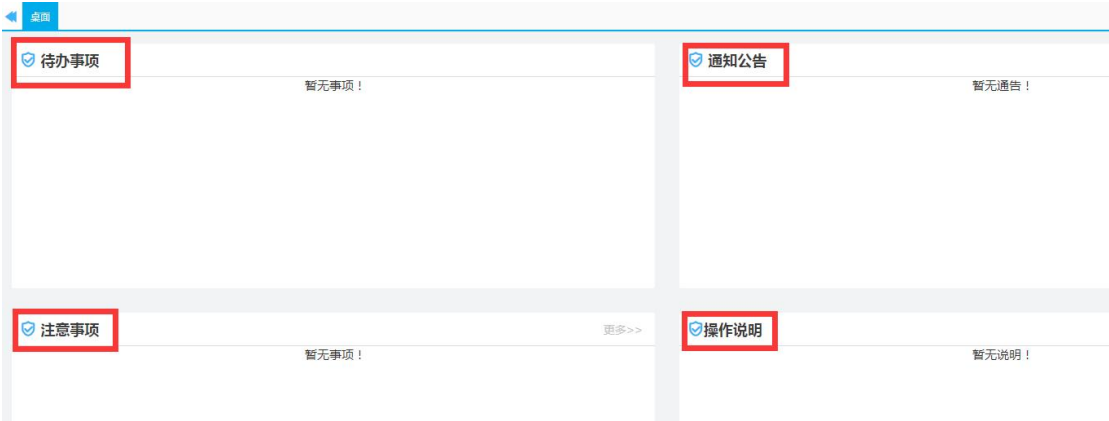 桌面
待办事项
暂无事项！
通知公告
暂无通告！
注意事项
更多>>
暂无事项！
操作说明
暂无说明！